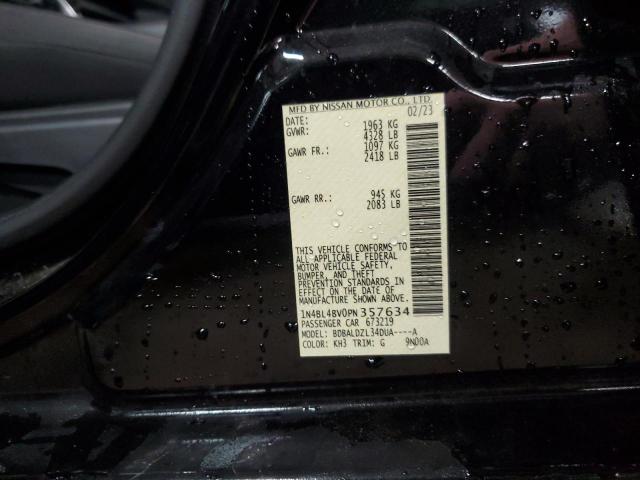 MFD BY NISSAN MOTOR CO., LTD.
DATE: 02/23
GVWR: 1963 KG
4328 LB
GAWR FR.: 1097 KG
2418 LB
GAWR RR.: 945 KG
2083 LB
THIS VEHICLE CONFORMS TO
ALL APPLICABLE FEDERAL
MOTOR VEHICLE SAFETY,
BUMPER, AND THEFT
PREVENTION STANDARDS IN
EFFECT ON THE DATE OF
MANUFACTURE SHOWN ABOVE.
1N4BL4BV0PN357634
PASSENGER CAR 673219
MODEL: BDBALDZL34DUA----A
COLOR: KH3 TRIM: G 9N00A